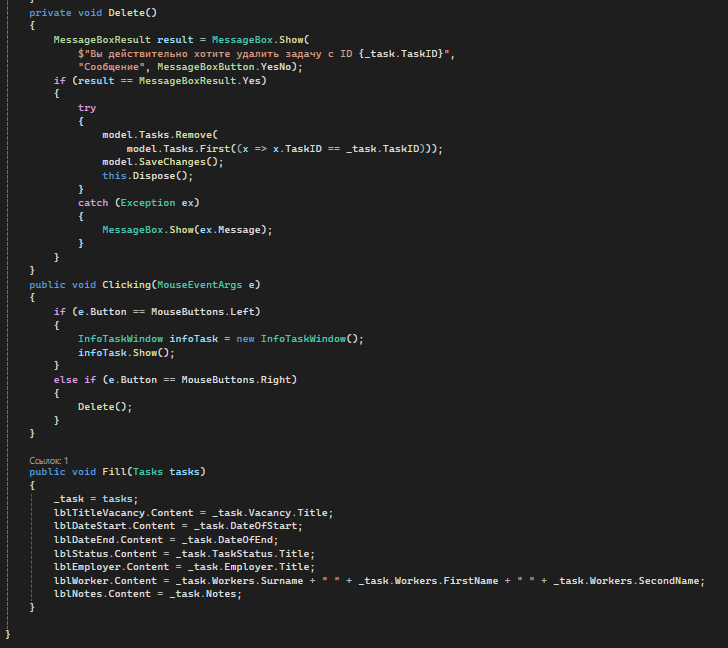 private void Delete()
{
MessageBoxResult result = MessageBox.Show(
$"Вы действительно хотите удалить задачу с ID {_task.TaskID}",
"Сообщение", MessageBoxButton.YesNo);
if (result == MessageBoxResult.Yes)
{
try
{
model.Tasks.Remove(
model.Tasks.First((x => x.TaskID == _task.TaskID)));
model.SaveChanges();
this.Dispose();
}
catch (Exception ex)
{
MessageBox.Show(ex.Message);
}
}
}
public void Clicking(MouseEventArgs e)
{
if (e.Button == MouseButtons.Left)
{
InfoTaskWindow infoTask = new InfoTaskWindow();
infoTask.Show();
}
else if (e.Button == MouseButtons.Right)
{
Delete();
}
}
Ссылок: 1
public void Fill(Tasks tasks)
{
_task = tasks;
lblTitleVacancy.Content = _task.Vacancy.Title;
lblDateStart.Content = _task.DateOfStart;
lblDateEnd.Content = _task.DateOfEnd;
lblStatus.Content = _task.TaskStatus.Title;
lblEmployer.Content = _task.Employer.Title;
lblWorker.Content = _task.Workers.Surname + " " + _task.Workers.FirstName + " " + _task.Workers.SecondName;
lblNotes.Content = _task.Notes;
}
}